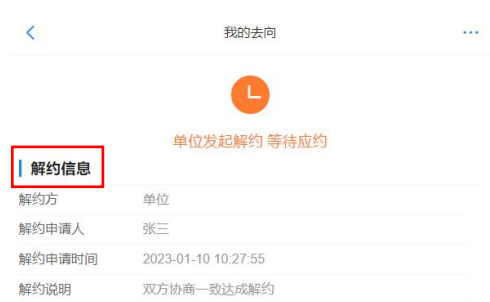 我的去向
单位发起解约 等待应约
解约信息
解约方 单位
解约申请人 张三
解约申请时间 2023-01-10 10:27:55
解约说明 双方协商一致达成解约